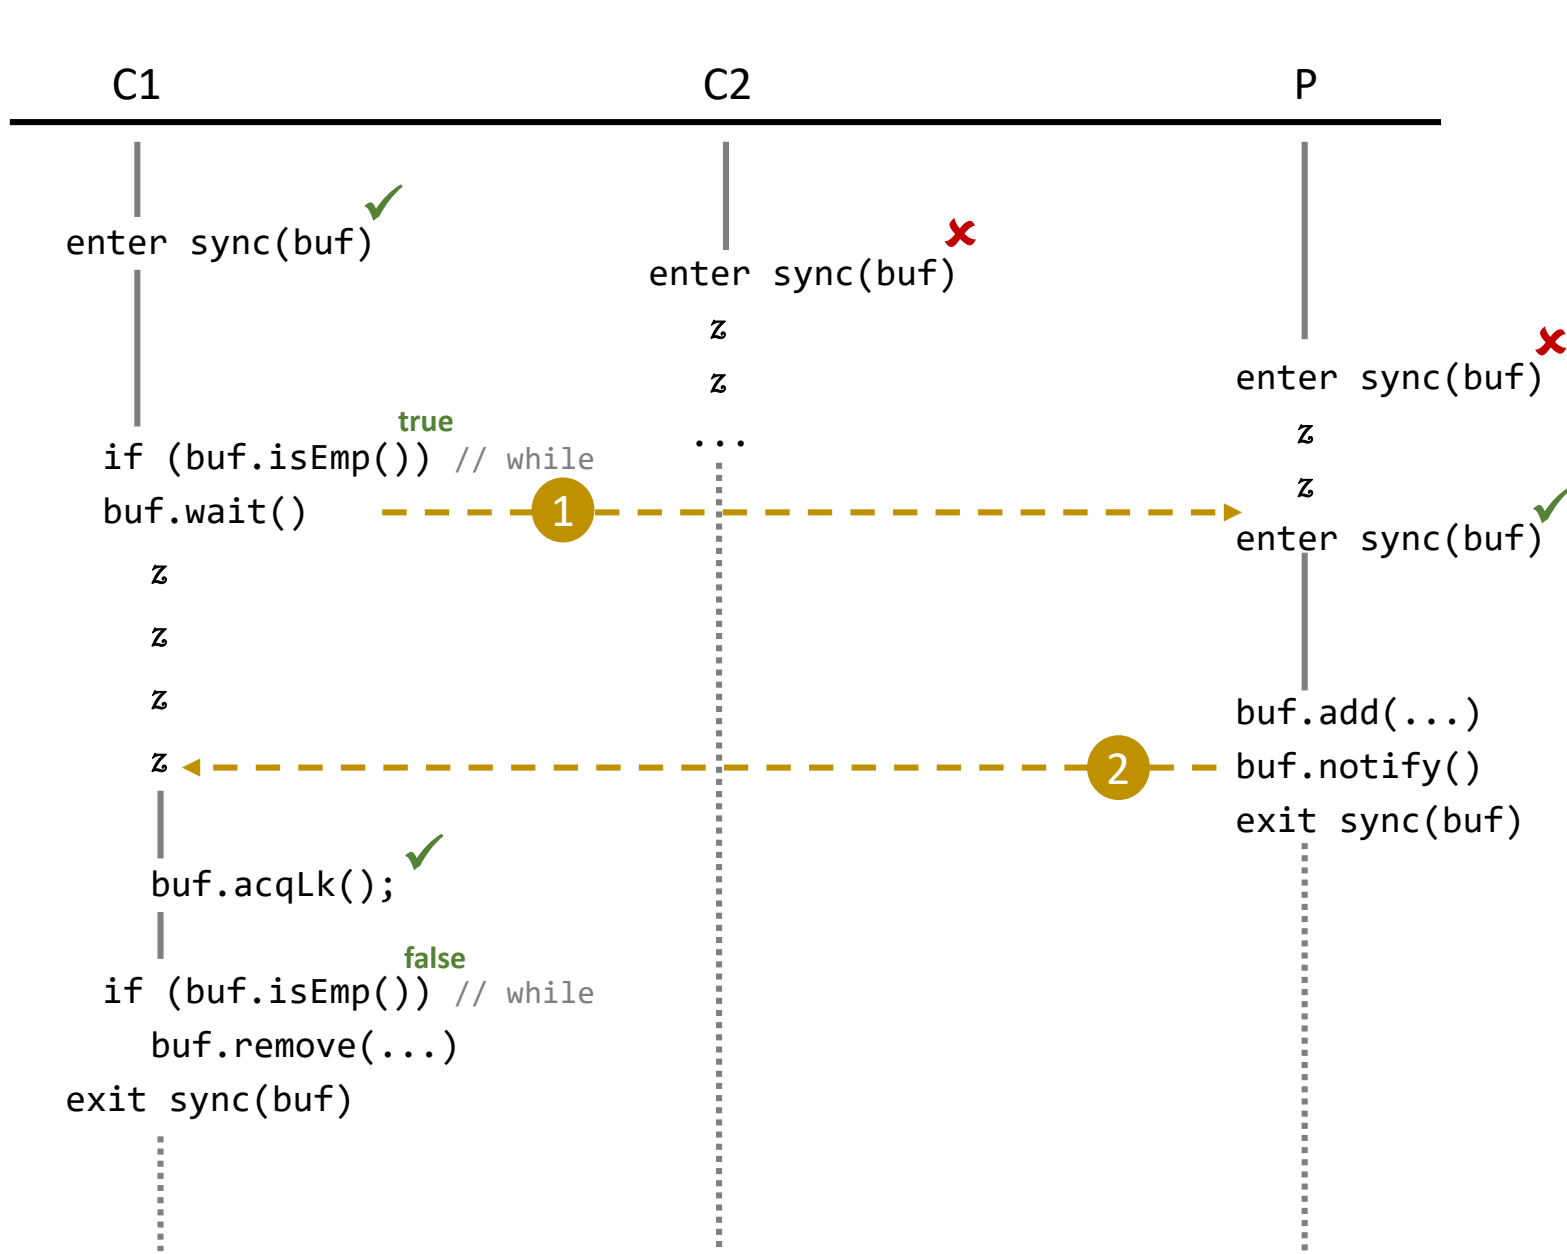 C1 C2 P
enter sync(buf)
enter sync(buf)
z
z
...
enter sync(buf)
z
z
enter sync(buf)
true
if (buf.isEmp()) // while
buf.wait()
1
z
z
z
z
buf.add(...)
2
buf.notify()
exit sync(buf)
buf.acqLk();
false
if (buf.isEmp()) // while
buf.remove(...)
exit sync(buf)